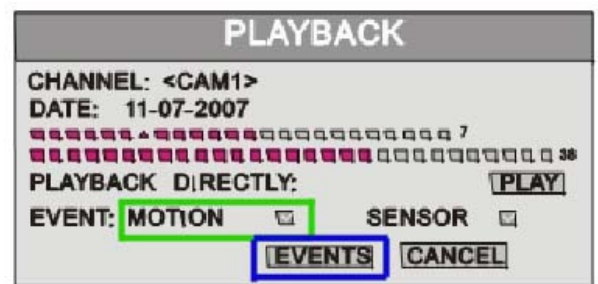 PLAYBACK
CHANNEL: <CAM1>
DATE: 11-07-2007
7
38
PLAYBACK DIRECTLY: PLAY
EVENT: MOTION SENSOR
EVENTS CANCEL